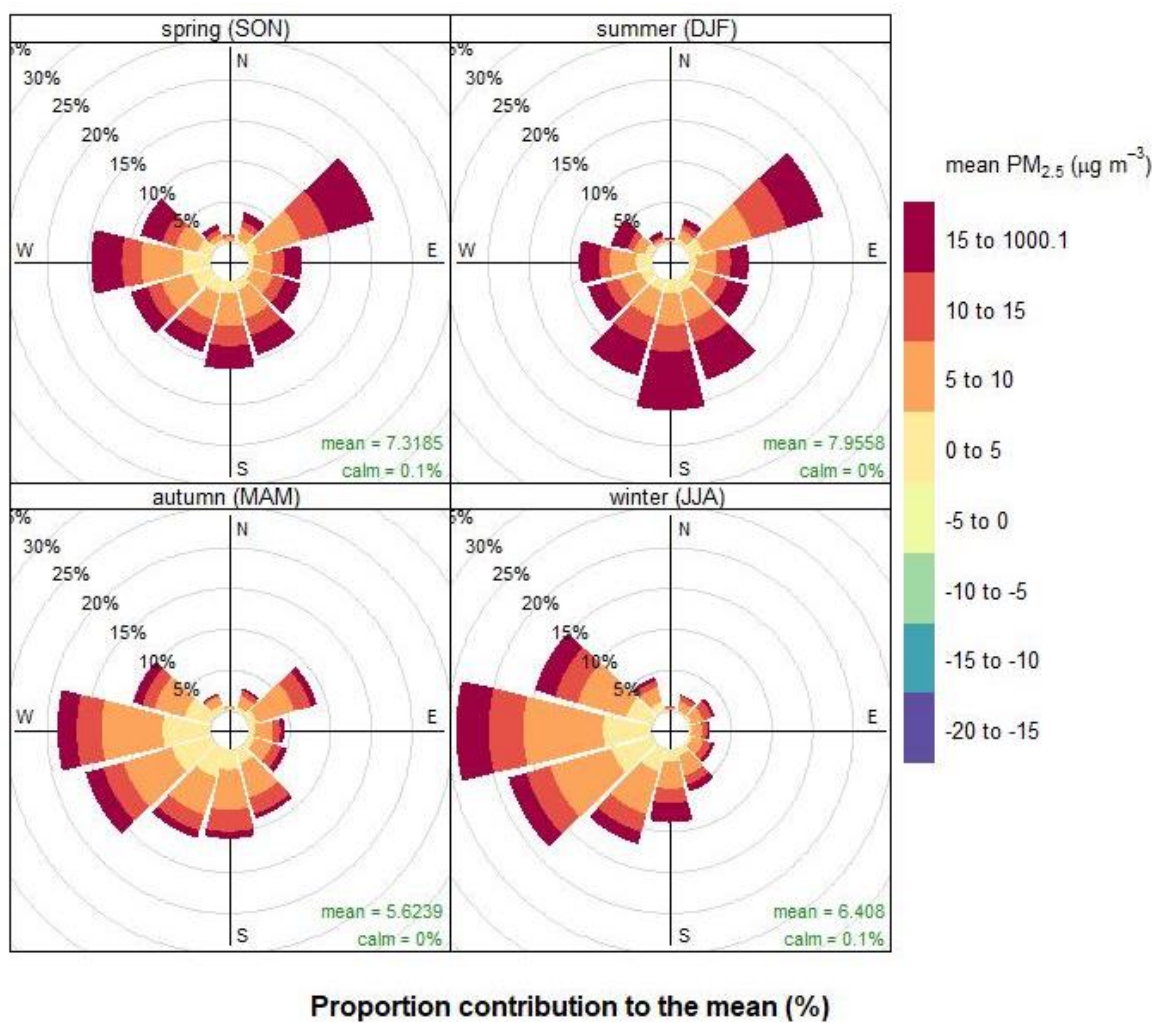 spring (SON)
5%
30%
25%
20%
15%
10%
5%
N
W
E
S
mean = 7.3185
calm = 0.1%
summer (DJF)
5%
30%
25%
20%
15%
10%
5%
N
W
E
S
mean = 7.9558
calm = 0%
autumn (MAM)
5%
30%
25%
20%
15%
10%
5%
N
W
E
S
mean = 5.6239
calm = 0%
winter (JJA)
5%
30%
25%
20%
15%
10%
5%
N
W
E
S
mean = 6.408
calm = 0.1%
mean PM2.5 (μg m−3)
15 to 1000.1
10 to 15
5 to 10
0 to 5
-5 to 0
-10 to -5
-15 to -10
-20 to -15
Proportion contribution to the mean (%)